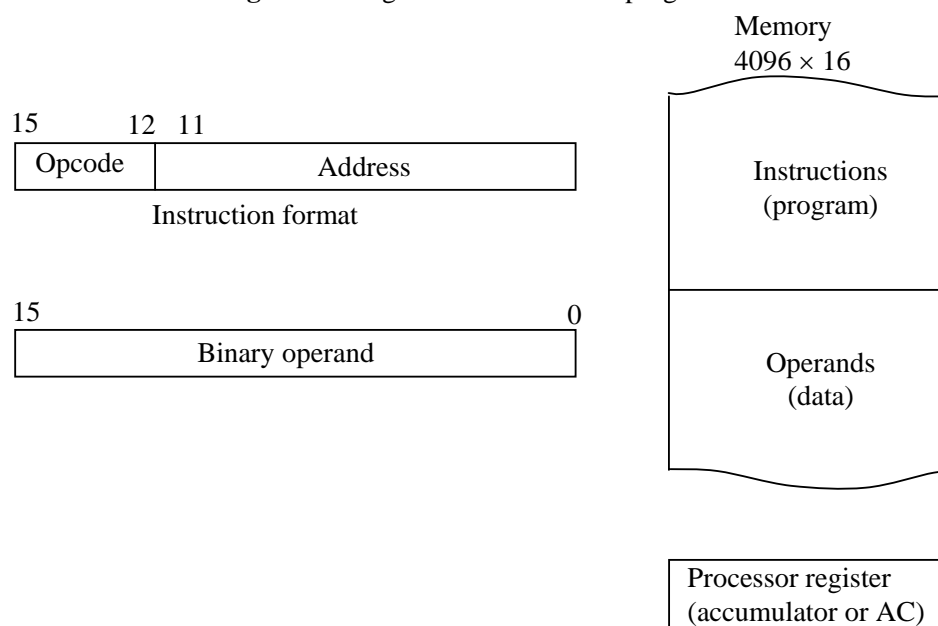 Memory
4096 × 16
15 12 11
Opcode Address
Instruction format
Instructions
(program)
15 0
Binary operand
Operands
(data)
Processor register
(accumulator or AC)